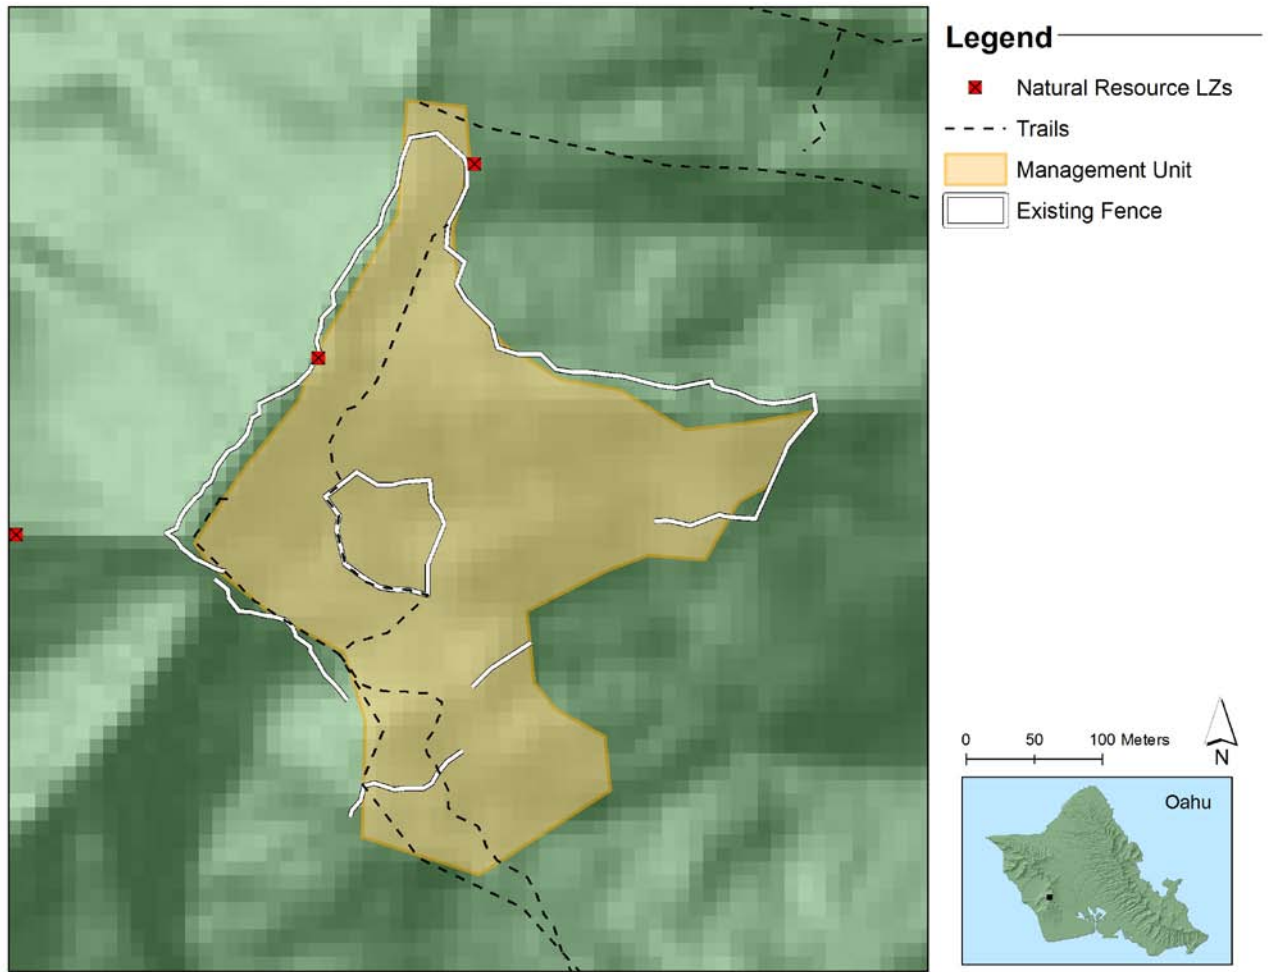 Legend
Natural Resource LZs
Trails
Management Unit
Existing Fence
0 50 100 Meters
N
Oahu